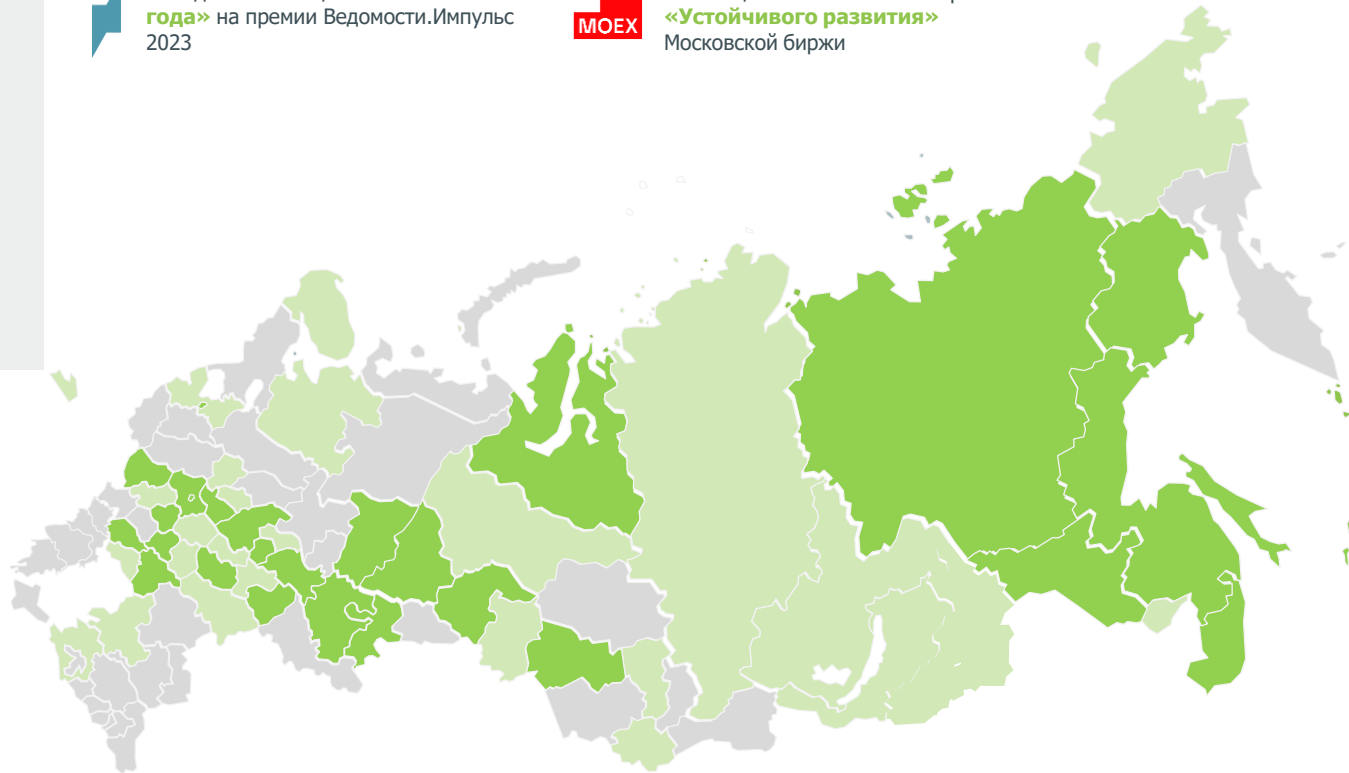 года» на премии Ведомости.Импульс
2023
MOEX
«Устойчивого развития»
Московской биржи